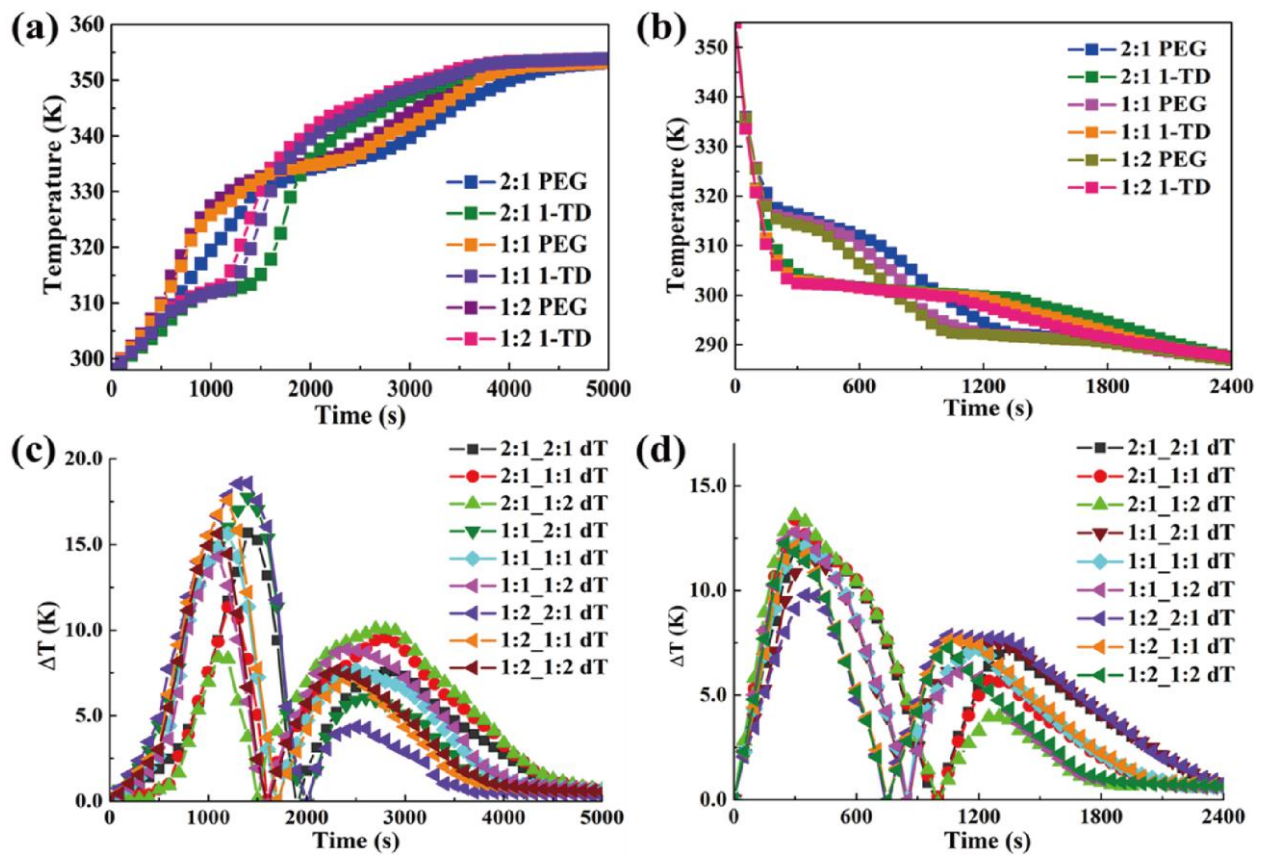 (a)
360
350
340
330
320
310
300
Temperature (K)
2:1 PEG
2:1 1-TD
1:1 PEG
1:1 1-TD
1:2 PEG
1:2 1-TD
0 1000 2000 3000 4000 5000
Time (s)
(b)
350
340
330
320
310
300
290
Temperature (K)
2:1 PEG
2:1 1-TD
1:1 PEG
1:1 1-TD
1:2 PEG
1:2 1-TD
0 600 1200 1800 2400
Time (s)
(c)
20.0
15.0
10.0
5.0
0.0
ΔT (K)
2:1_2:1 dT
2:1_1:1 dT
2:1_1:2 dT
1:1_2:1 dT
1:1_1:1 dT
1:1_1:2 dT
1:2_2:1 dT
1:2_1:1 dT
1:2_1:2 dT
0 1000 2000 3000 4000 5000
Time (s)
(d)
15.0
10.0
5.0
0.0
ΔT (K)
2:1_2:1 dT
2:1_1:1 dT
2:1_1:2 dT
1:1_2:1 dT
1:1_1:1 dT
1:1_1:2 dT
1:2_2:1 dT
1:2_1:1 dT
1:2_1:2 dT
0 600 1200 1800 2400
Time (s)